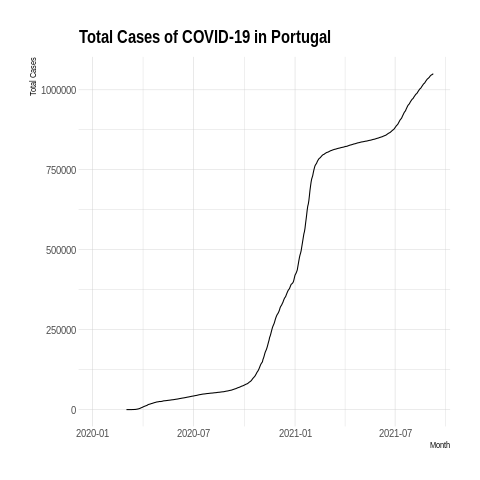 Total Cases of COVID-19 in Portugal
Total Cases
1000000
750000
500000
250000
0
2020-01 2020-07 2021-01 2021-07
Month